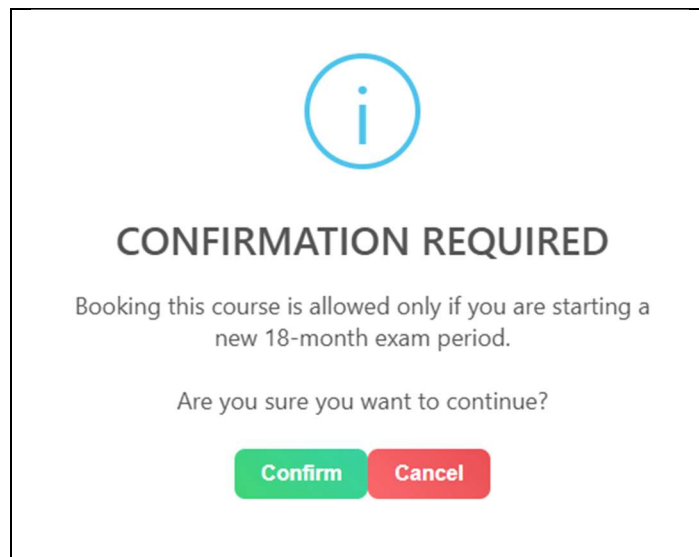 i
CONFIRMATION REQUIRED
Booking this course is allowed only if you are starting a
new 18-month exam period.
Are you sure you want to continue?
Confirm Cancel